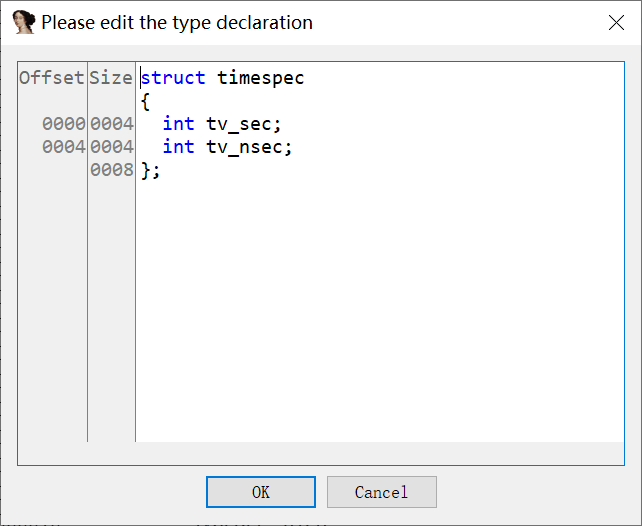 Please edit the type declaration
Offset Size struct timespec
{
0000 0004 int tv_sec;
0004 0004 int tv_nsec;
0008 };
OK Cancel